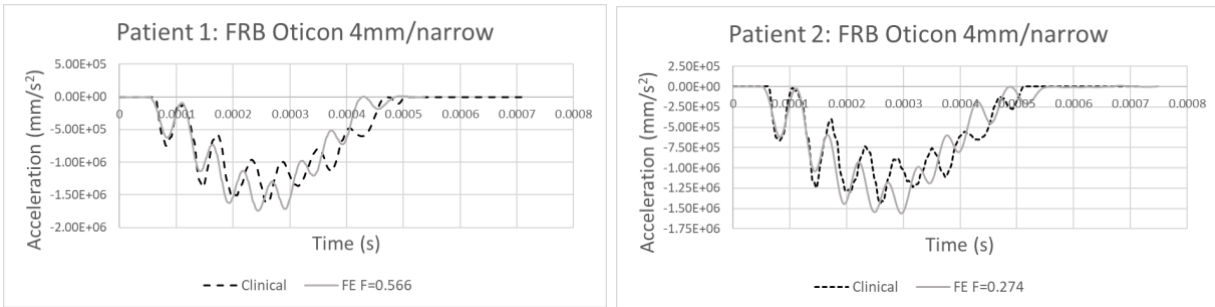 Patient 1: FRB Oticon 4mm/narrow
5.00E+05
0.00E+00
0 0.0001 0.0002 0.0003 0.0004 0.0005 0.0006 0.0007 0.0008
-5.00E+05
-1.00E+06
-1.50E+06
-2.00E+06
Acceleration (mm/s²)
Time (s)
Clinical FE F=0.566
Patient 2: FRB Oticon 4mm/narrow
2.50E+05
0.00E+00
0 0.0001 0.0002 0.0003 0.0004 0.0005 0.0006 0.0007 0.0008
-2.50E+05
-5.00E+05
-7.50E+05
-1.00E+06
-1.25E+06
-1.50E+06
-1.75E+06
Acceleration (mm/s²)
Time (s)
Clinical FE F=0.274